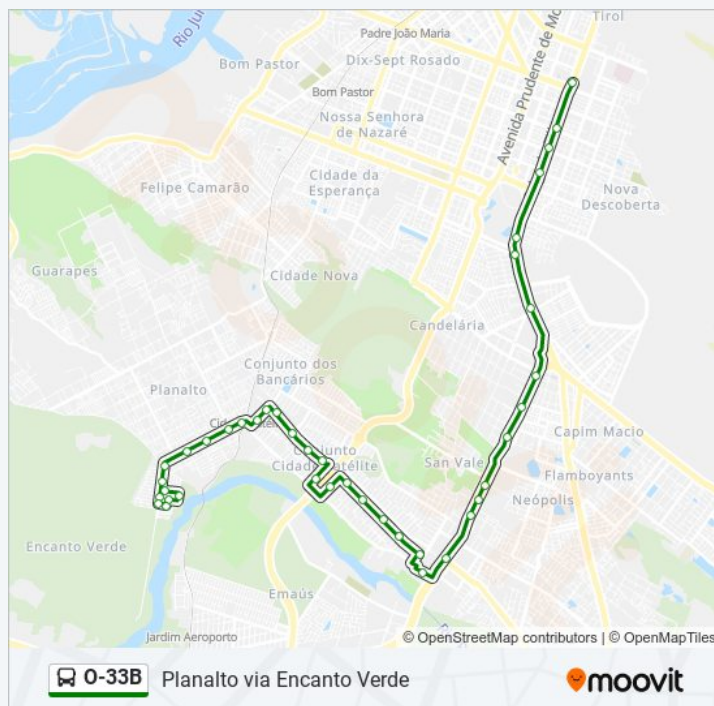 Tirol
Padre João Maria
Rio Ju
Dix-Sept Rosado
Bom Pastor
Bom Pastor
Avenida Prudente de Mo
Nossa Senhora
de Nazaré
Cidade da
Esperança
Felipe Camarão
Nova
Descoberta
Guarapes
Cidade Nova
Candelária
Conjunto dos
Bancários
Planalto
Capim Macio
Conjunto
Cidade Satélite
San Vale
Flamboyants
Neópolis
Encanto Verde
Emaús
Jardim Aeroporto
© OpenStreetMap contributors | © OpenMapTiles
O-33B
Planalto via Encanto Verde
moovit